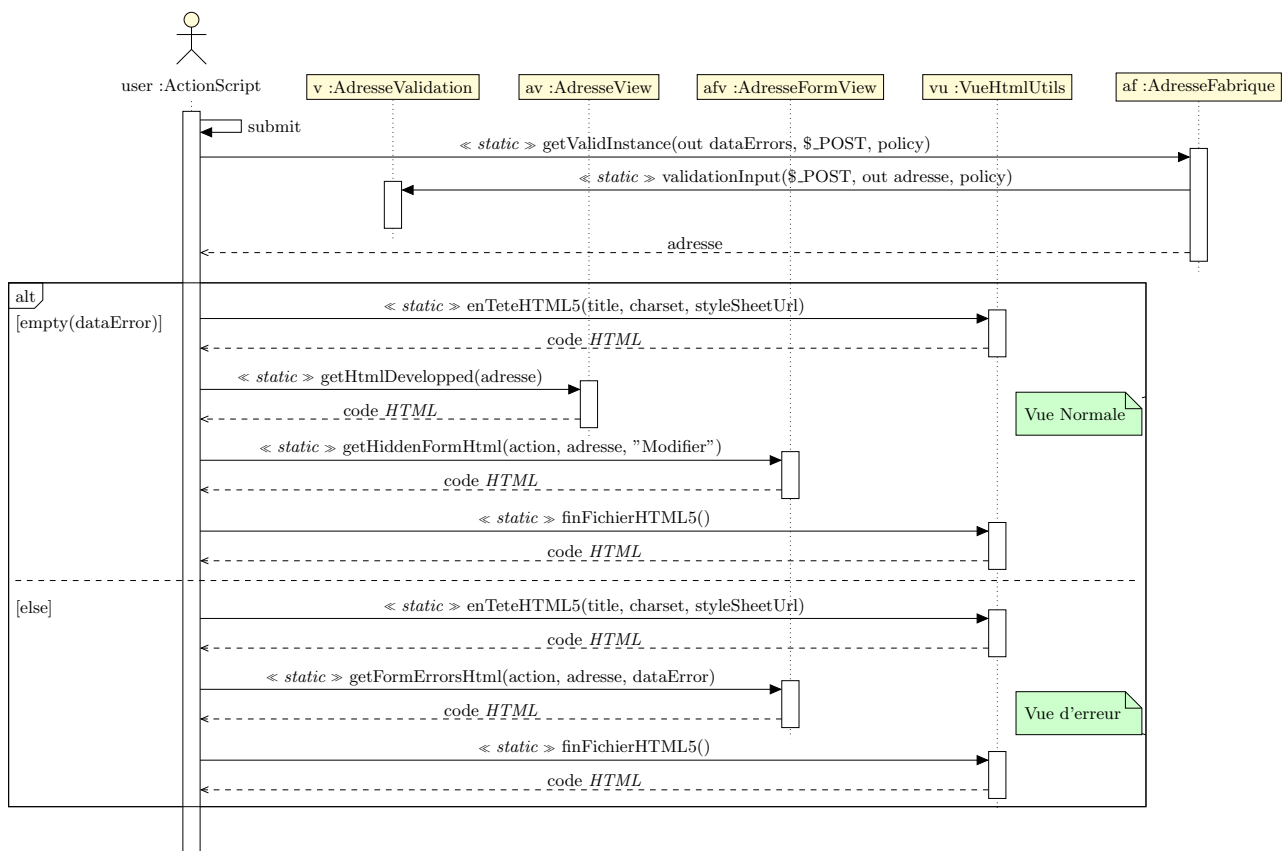 user :ActionScript
v :AdresseValidation
av :AdresseView
afv :AdresseFormView
vu :VueHtmlUtils
af :AdresseFabrique
submit
≪ static ≫ getValidInstance(out dataErrors, $_POST, policy)
≪ static ≫ validationInput($_POST, out adresse, policy)
adresse
alt
[empty(dataError)]
≪ static ≫ enTeteHTML5(title, charset, styleSheetUrl)
code HTML
≪ static ≫ getHtmlDevelopped(adresse)
code HTML
Vue Normale
≪ static ≫ getHiddenFormHtml(action, adresse, ”Modifier”)
code HTML
≪ static ≫ finFichierHTML5()
code HTML
[else]
≪ static ≫ enTeteHTML5(title, charset, styleSheetUrl)
code HTML
≪ static ≫ getFormErrorsHtml(action, adresse, dataError)
code HTML
Vue d'erreur
≪ static ≫ finFichierHTML5()
code HTML